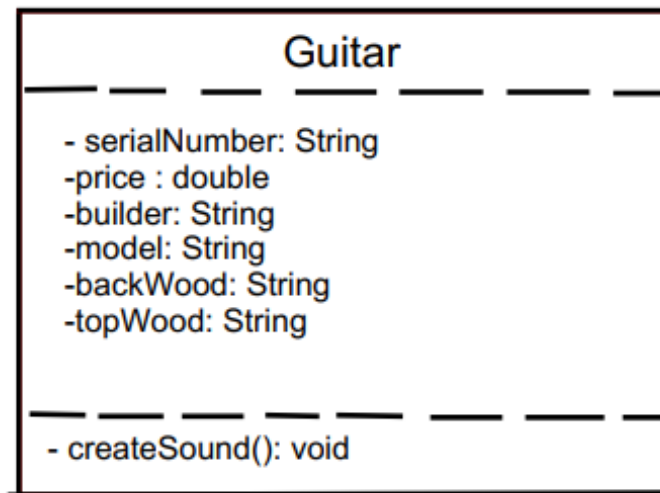 Guitar
- serialNumber: String
-price : double
-builder: String
-model: String
-backWood: String
-topWood: String
- createSound(): void